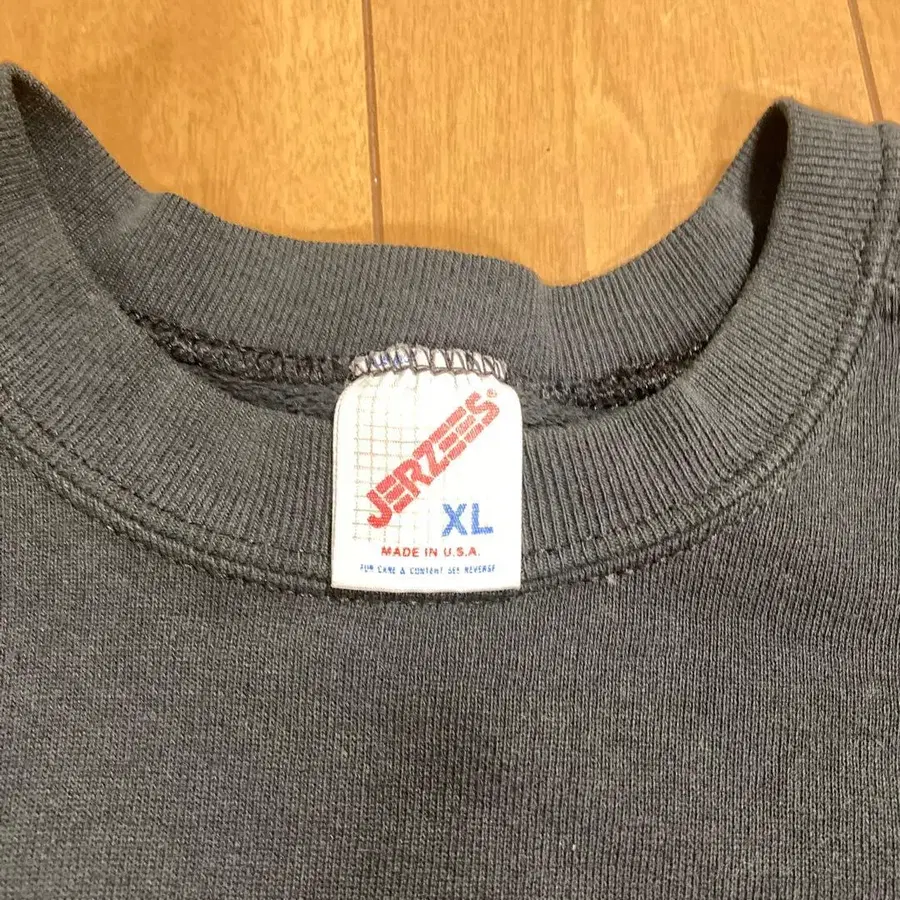 JERZEES®
XL
MADE IN U.S.A.
FOR CARE & CONTENT SEE REVERSE